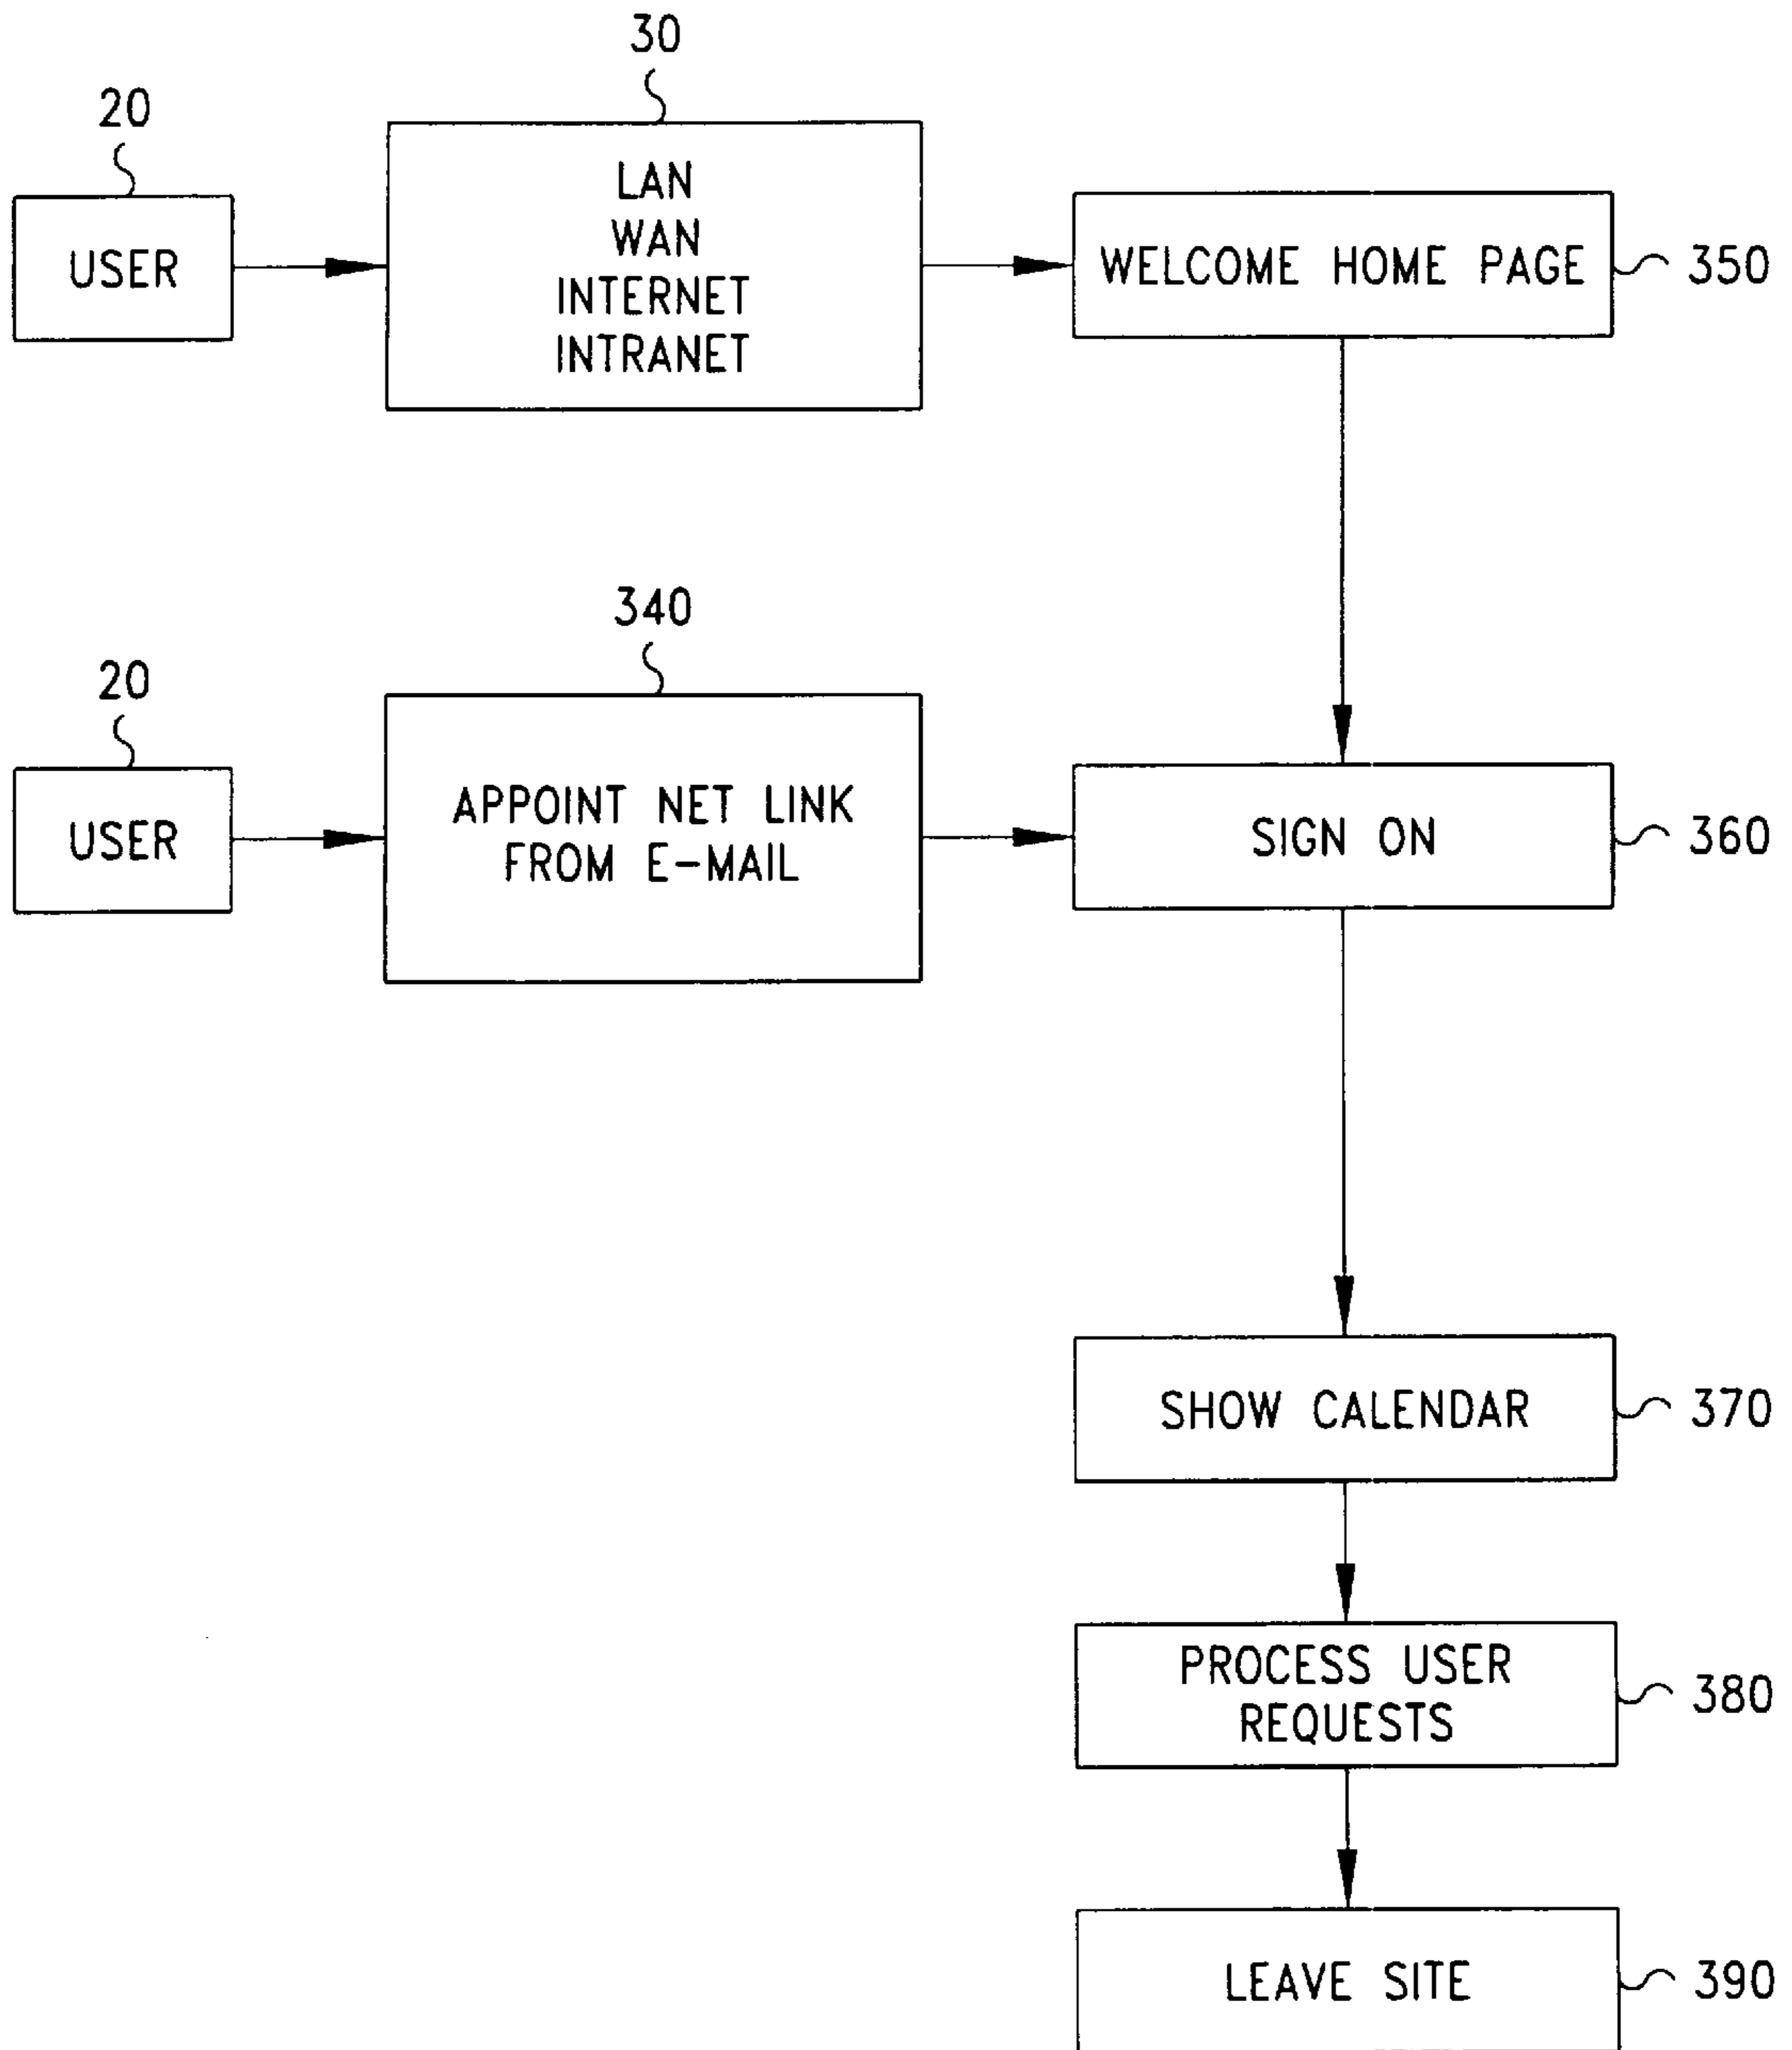 30
20
LAN
WAN
INTERNET
INTRANET
USER
WELCOME HOME PAGE
350
340
20
APPOINT NET LINK
FROM E-MAIL
USER
SIGN ON
360
SHOW CALENDAR
370
PROCESS USER
REQUESTS
380
LEAVE SITE
390